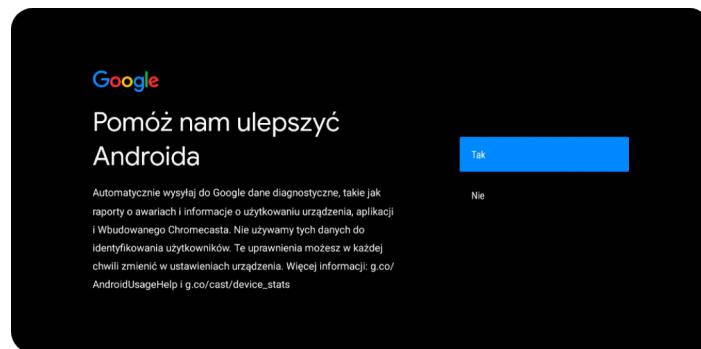 Google
Pomóż nam ulepszyć
Androida
Automatycznie wysyłaj do Google dane diagnostyczne, takie jak
raporty o awariach i informacje o użytkowaniu urządzenia, aplikacji
i Wbudowanego Chromecasta. Nie używamy tych danych do
identyfikowania użytkowników. Te uprawnienia możesz w każdej
chwili zmienić w ustawieniach urządzenia. Więcej informacji: g.co/
AndroidUsageHelp i g.co/cast/device_stats
Tak
Nie